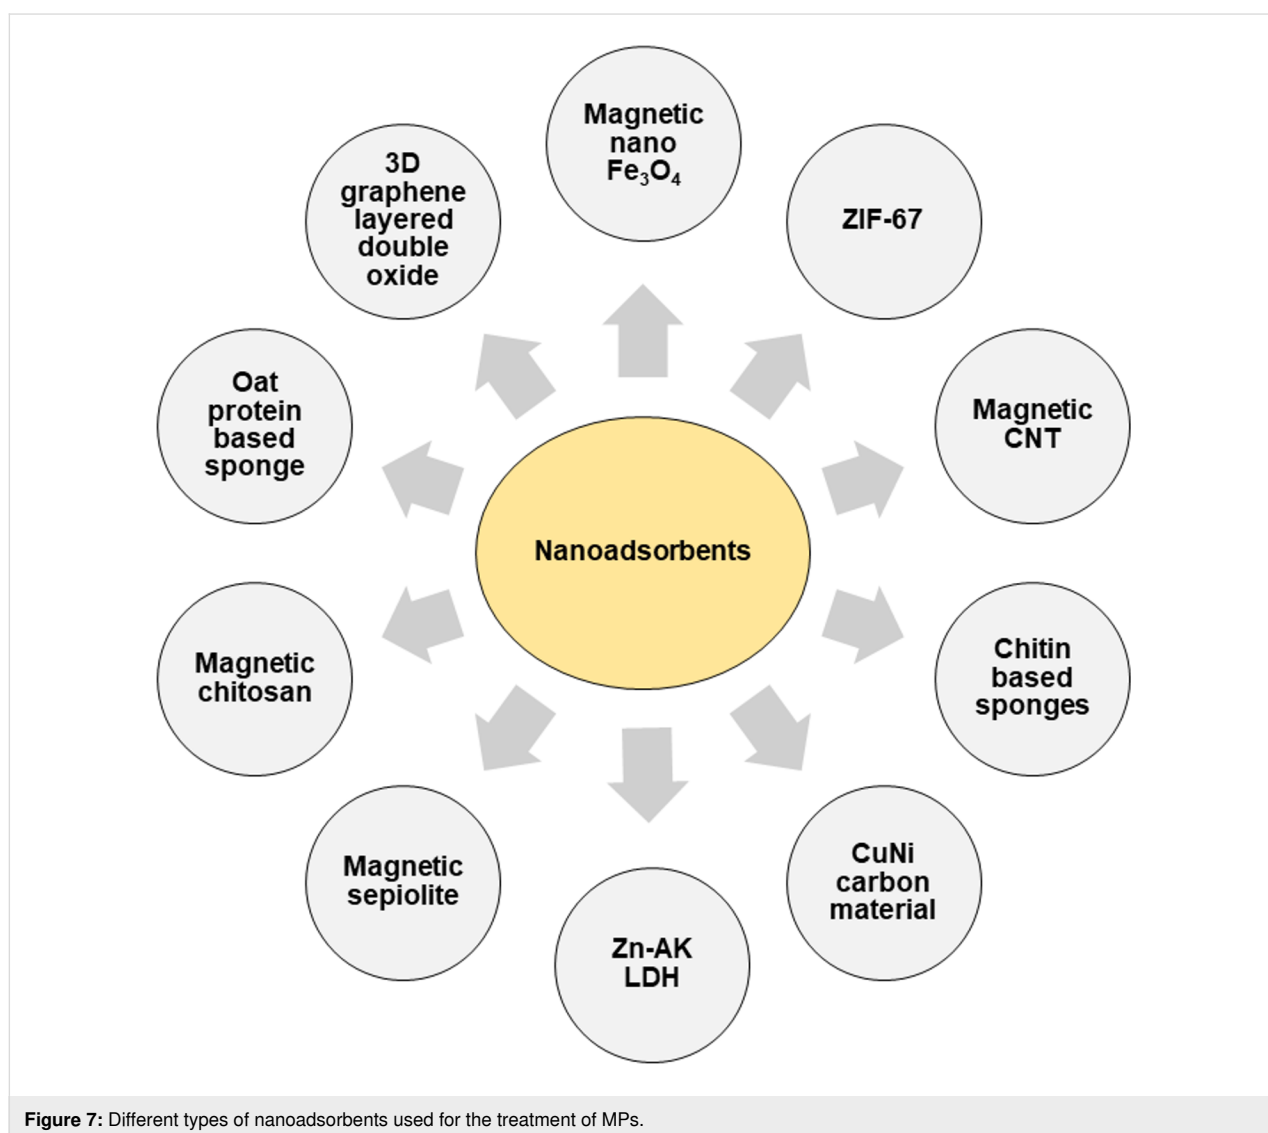 Magnetic
nano
Fe₃O₄
ZIF-67
Magnetic
CNT
Chitin
based
sponges
CuNi
carbon
material
Zn-AK
LDH
Magnetic
sepiolite
Magnetic
chitosan
Oat
protein
based
sponge
3D
graphene
layered
double
oxide
Nanoadsorbents
Figure 7: Different types of nanoadsorbents used for the treatment of MPs.